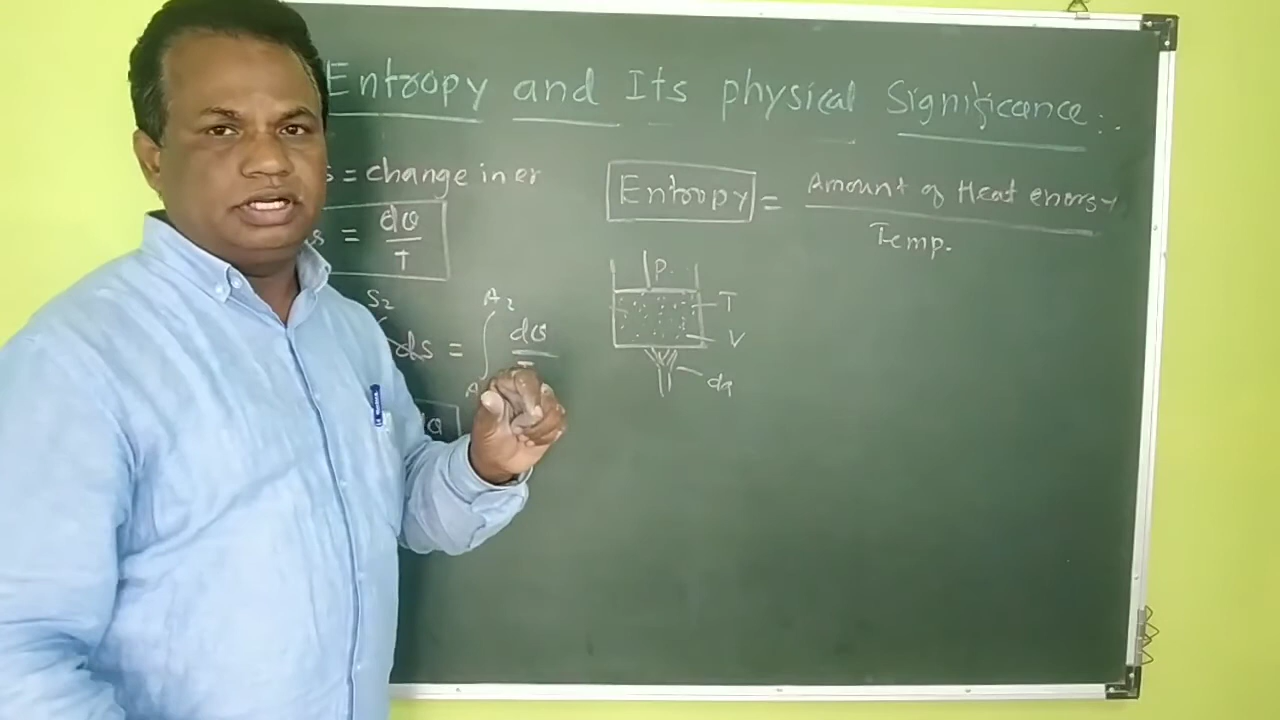 Entropy and Its physical Significance:.
s = change in er
s = dQ
T
S2
ds = A2 ∫ dQ
A
dQ
Entropy = Amount of Heat energy
Temp.
P.
T
V
dq